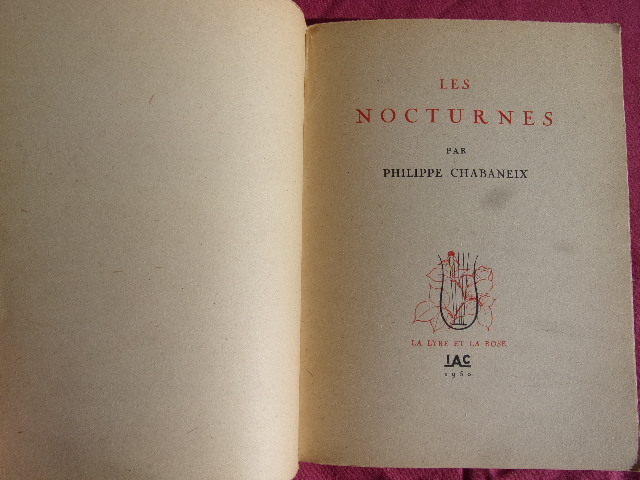 LES
NOCTURNES
PAR
PHILIPPE CHABANEIX
LA LYRE ET LA ROSE
IAC
1950